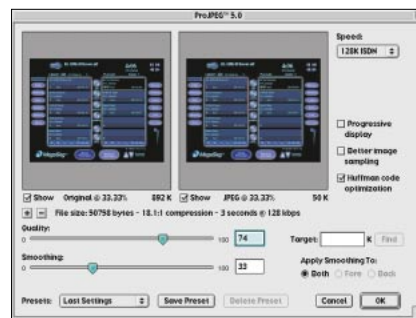 ProJPEG™ 5.0
Speed:
128K ISDN
Progressive display
Better image sampling
Huffman code optimization
Show Original @ 33.33% 892 K
Show JPEG @ 33.33% 50 K
+ - File size: 50798 bytes - 18.1:1 compression - 3 seconds @ 128 kbps
Quality:
0 100 74
Target: K Find
Smoothing:
0 100 33
Apply Smoothing To:
Both Fore Back
Presets: Last Settings Save Preset Delete Preset Cancel OK